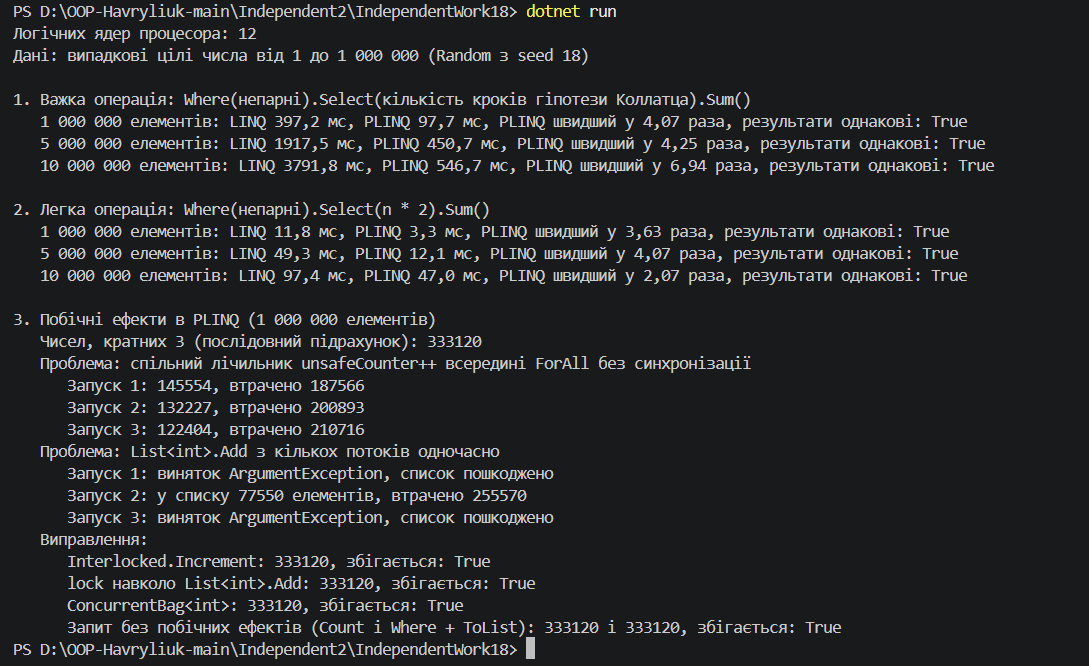 PS D:\OOP-Havryliuk-main\Independent2\IndependentWork18> dotnet run
Логічних ядер процесора: 12
Дані: випадкові цілі числа від 1 до 1 000 000 (Random з seed 18)
1. Важка операція: Where(непарні).Select(кількість кроків гіпотези Коллатца).Sum()
1 000 000 елементів: LINQ 397,2 мс, PLINQ 97,7 мс, PLINQ швидший у 4,07 раза, результати однакові: True
5 000 000 елементів: LINQ 1917,5 мс, PLINQ 450,7 мс, PLINQ швидший у 4,25 раза, результати однакові: True
10 000 000 елементів: LINQ 3791,8 мс, PLINQ 546,7 мс, PLINQ швидший у 6,94 раза, результати однакові: True
2. Легка операція: Where(непарні).Select(n * 2).Sum()
1 000 000 елементів: LINQ 11,8 мс, PLINQ 3,3 мс, PLINQ швидший у 3,63 раза, результати однакові: True
5 000 000 елементів: LINQ 49,3 мс, PLINQ 12,1 мс, PLINQ швидший у 4,07 раза, результати однакові: True
10 000 000 елементів: LINQ 97,4 мс, PLINQ 47,0 мс, PLINQ швидший у 2,07 раза, результати однакові: True
3. Побічні ефекти в PLINQ (1 000 000 елементів)
Чисел, кратних 3 (послідовний підрахунок): 333120
Проблема: спільний лічильник unsafeCounter++ всередині ForAll без синхронізації
Запуск 1: 145554, втрачено 187566
Запуск 2: 132227, втрачено 200893
Запуск 3: 122404, втрачено 210716
Проблема: List<int>.Add з кількох потоків одночасно
Запуск 1: виняток ArgumentException, список пошкоджено
Запуск 2: у списку 77550 елементів, втрачено 255570
Запуск 3: виняток ArgumentException, список пошкоджено
Виправлення:
Interlocked.Increment: 333120, збігається: True
lock навколо List<int>.Add: 333120, збігається: True
ConcurrentBag<int>: 333120, збігається: True
Запит без побічних ефектів (Count і Where + ToList): 333120 і 333120, збігається: True
PS D:\OOP-Havryliuk-main\Independent2\IndependentWork18>